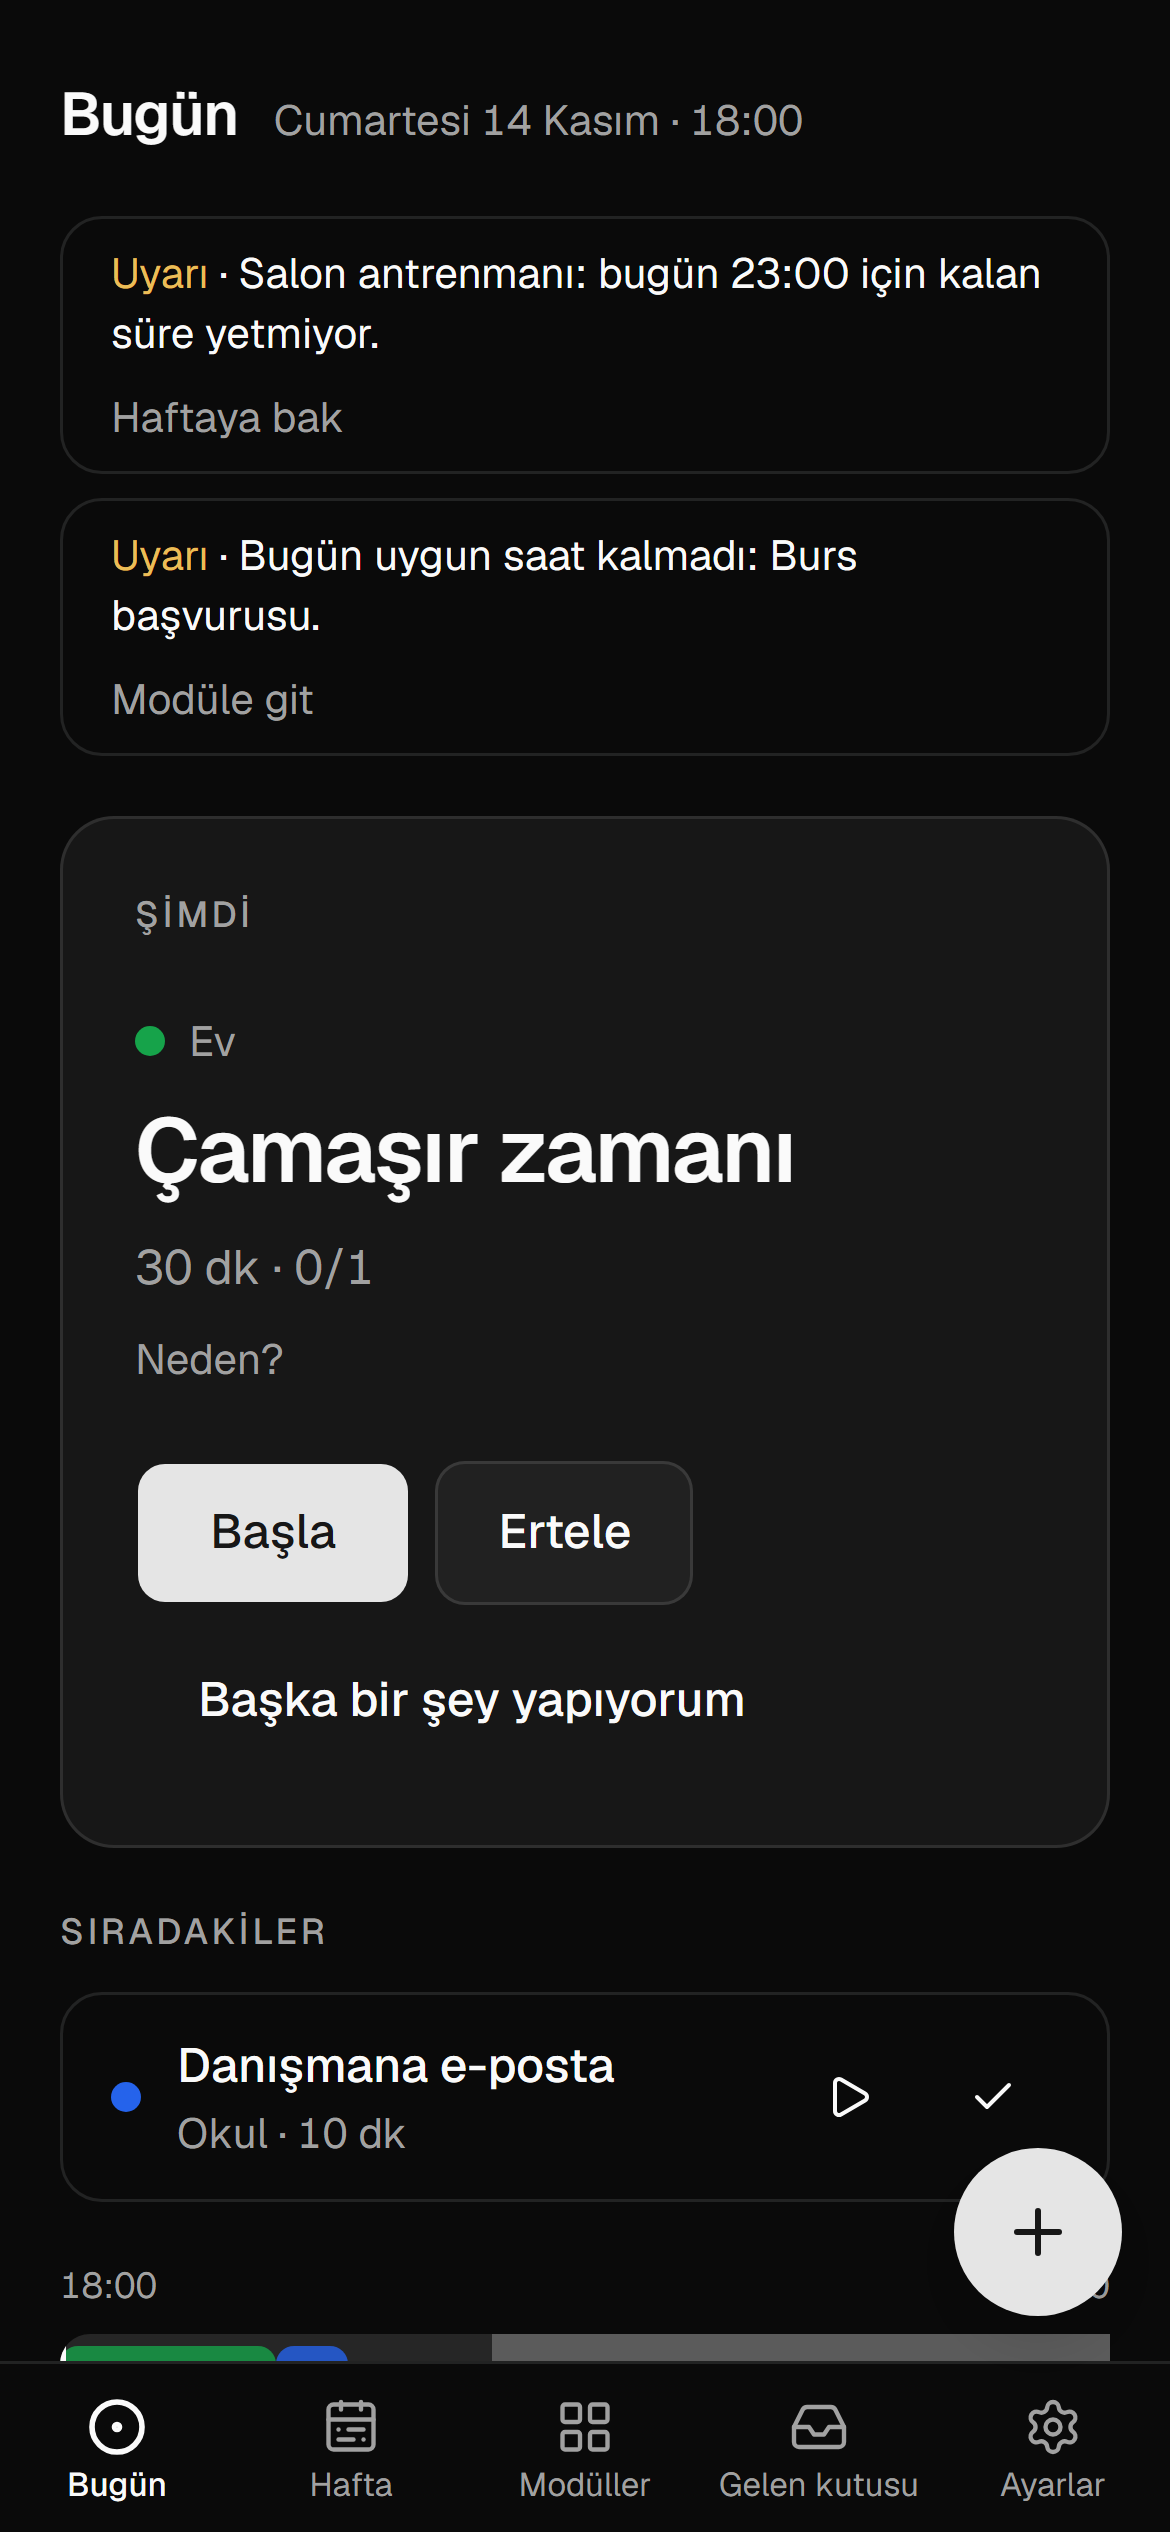 Bugün Cumartesi 14 Kasım · 18:00
Uyarı · Salon antrenmanı: bugün 23:00 için kalan
süre yetmiyor.
Haftaya bak
Uyarı · Bugün uygun saat kalmadı: Burs
başvurusu.
Modüle git
ŞİMDİ
Ev
Çamaşır zamanı
30 dk · 0/1
Neden?
Başla Ertele
Başka bir şey yapıyorum
SIRADAKİLER
Danışmana e-posta
Okul · 10 dk
18:00
Bugün Hafta Modüller Gelen kutusu Ayarlar